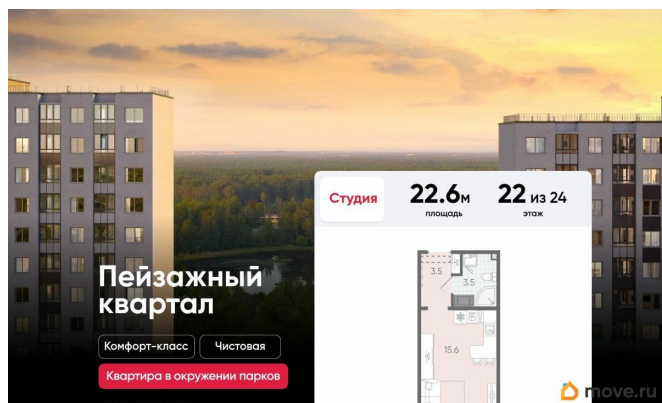 Студия
22.6м
площадь
22 из 24
этаж
3.5
3.5
15.6
Пейзажный
квартал
Комфорт-класс
Чистовая
Квартира в окружении парков
move.ru